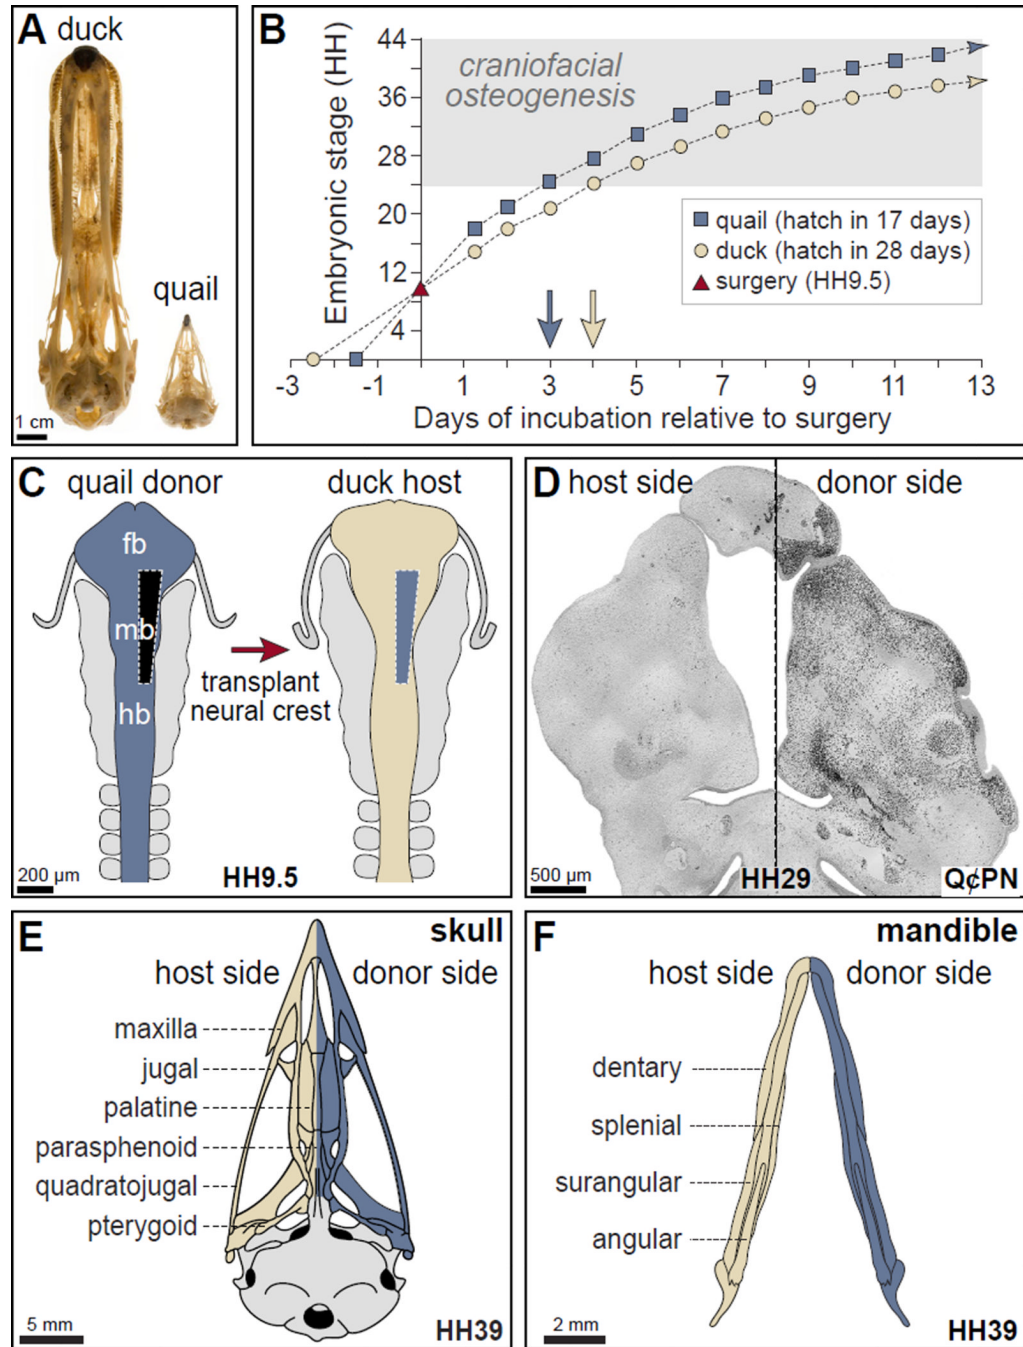 A
duck
quail
1 cm
B
Embryonic stage (HH)
44
36
28
20
12
4
craniofacial
osteogenesis
quail (hatch in 17 days)
duck (hatch in 28 days)
surgery (HH9.5)
-3 -1 1 3 5 7 9 11 13
Days of incubation relative to surgery
C
quail donor
duck host
fb
mb
hb
transplant
neural crest
200 µm
HH9.5
D
host side
donor side
500 µm
HH29
Q¢PN
E
skull
host side
donor side
maxilla
jugal
palatine
parasphenoid
quadratojugal
pterygoid
5 mm
HH39
F
mandible
host side
donor side
dentary
splenial
surangular
angular
2 mm
HH39